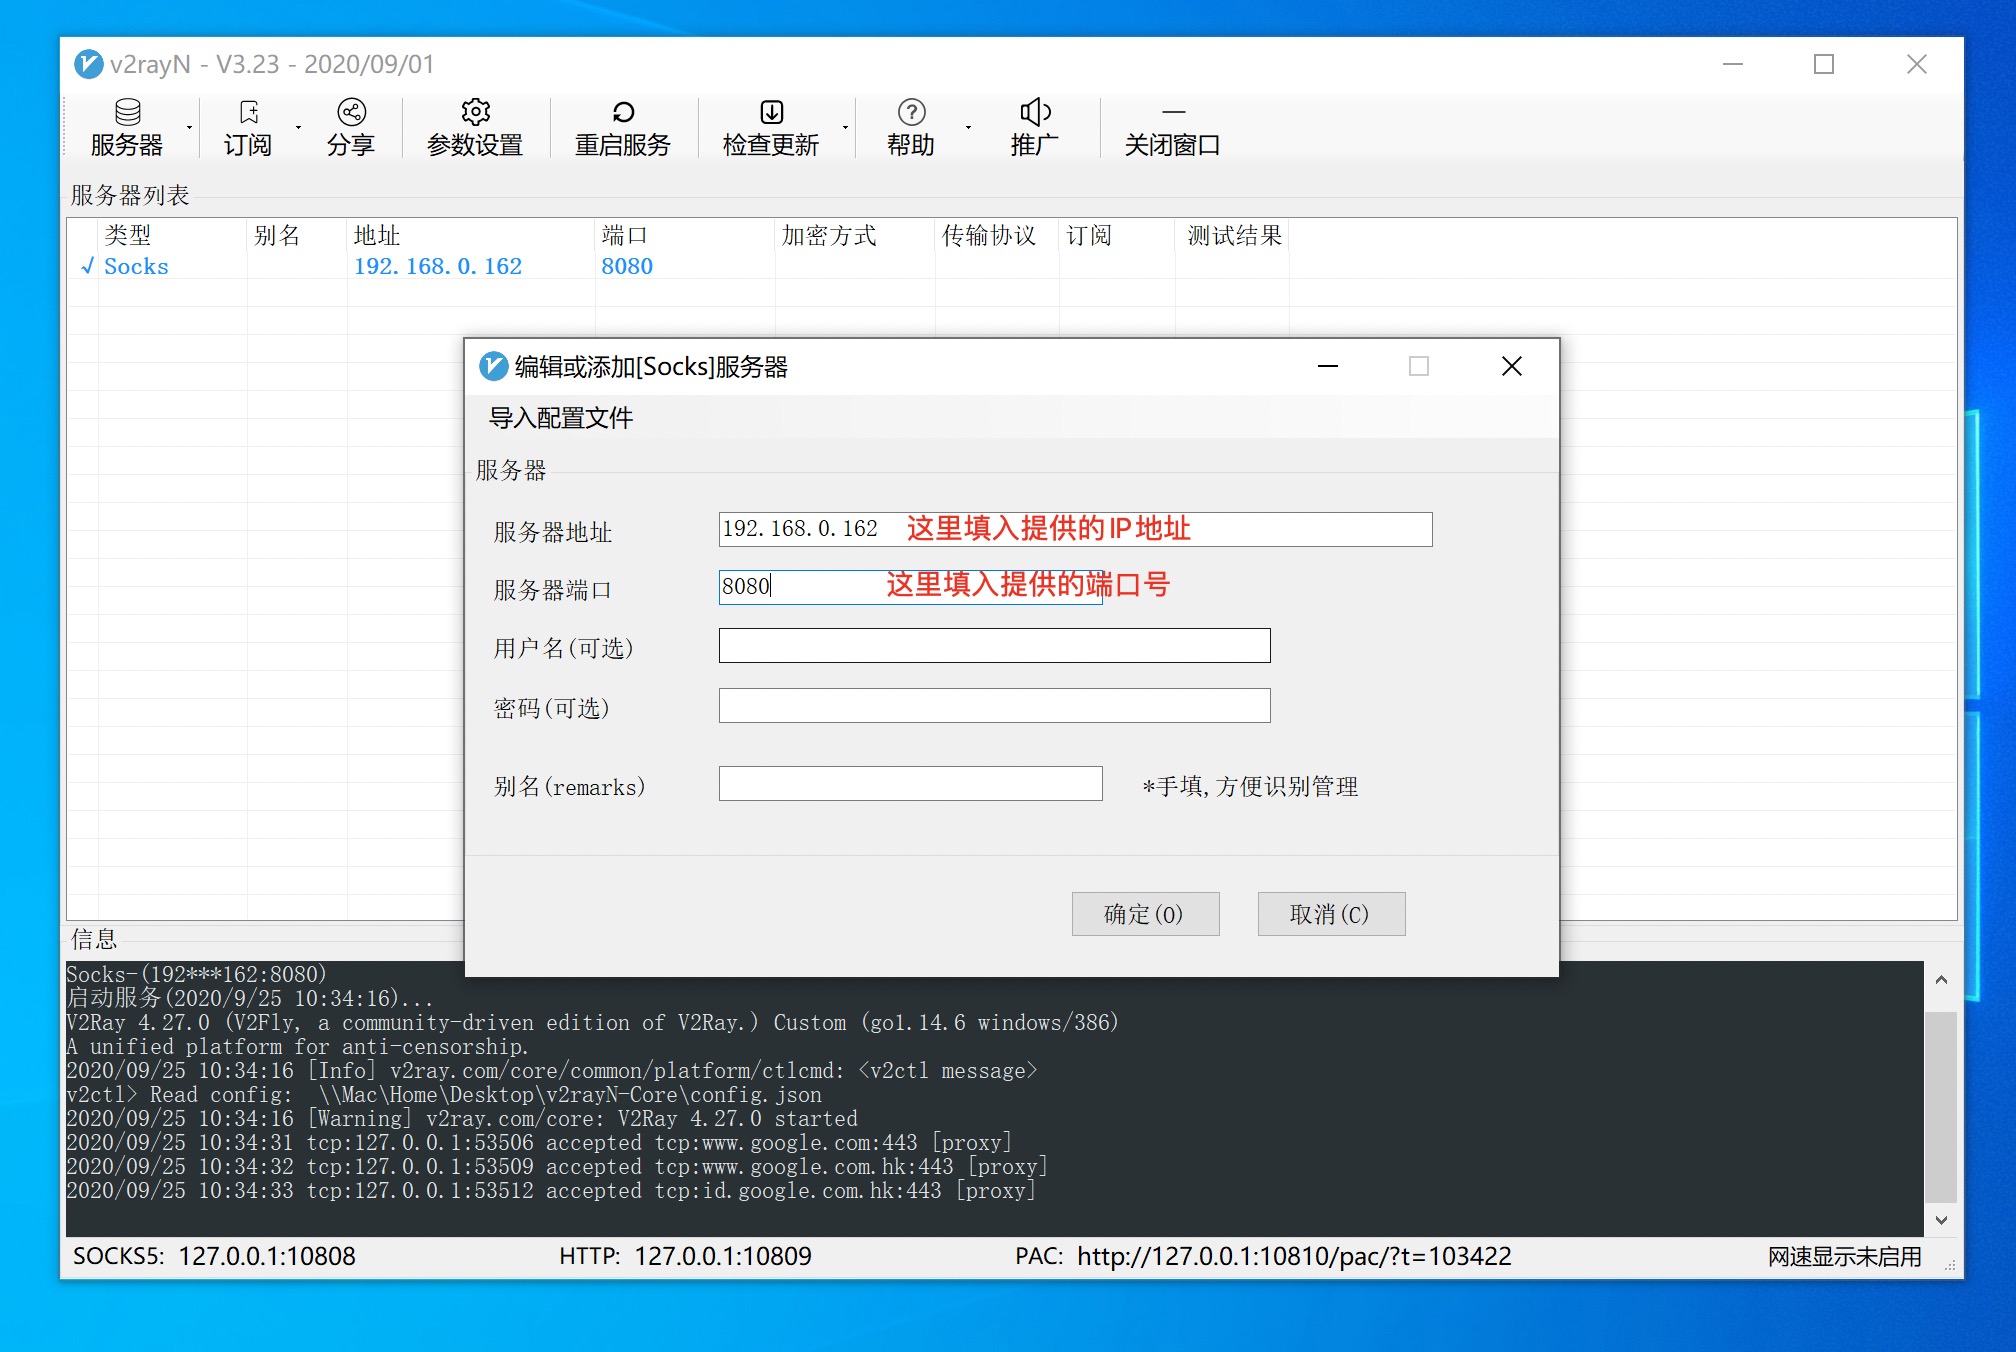 v2rayN - V3.23 - 2020/09/01
服务器 订阅 分享 参数设置 重启服务 检查更新 帮助 推广 关闭窗口
服务器列表
类型 别名 地址 端口 加密方式 传输协议 订阅 测试结果
√ Socks 192.168.0.162 8080
编辑或添加[Socks]服务器
导入配置文件
服务器
服务器地址 192.168.0.162 这里填入提供的IP地址
服务器端口 8080 这里填入提供的端口号
用户名(可选)
密码(可选)
别名(remarks) *手填,方便识别管理
确定(O) 取消(C)
信息
Socks-(192***162:8080)
启动服务(2020/9/25 10:34:16)...
V2Ray 4.27.0 (V2Fly, a community-driven edition of V2Ray.) Custom (go1.14.6 windows/386)
A unified platform for anti-censorship.
2020/09/25 10:34:16 [Info] v2ray.com/core/common/platform/ctlcmd: <v2ctl message>
v2ctl> Read config:  \\Mac\Home\Desktop\v2rayN-Core\config.json
2020/09/25 10:34:16 [Warning] v2ray.com/core: V2Ray 4.27.0 started
2020/09/25 10:34:31 tcp:127.0.0.1:53506 accepted tcp:www.google.com:443 [proxy]
2020/09/25 10:34:32 tcp:127.0.0.1:53509 accepted tcp:www.google.com.hk:443 [proxy]
2020/09/25 10:34:33 tcp:127.0.0.1:53512 accepted tcp:id.google.com.hk:443 [proxy]
SOCKS5: 127.0.0.1:10808 HTTP: 127.0.0.1:10809 PAC: http://127.0.0.1:10810/pac/?t=103422 网速显示未启用